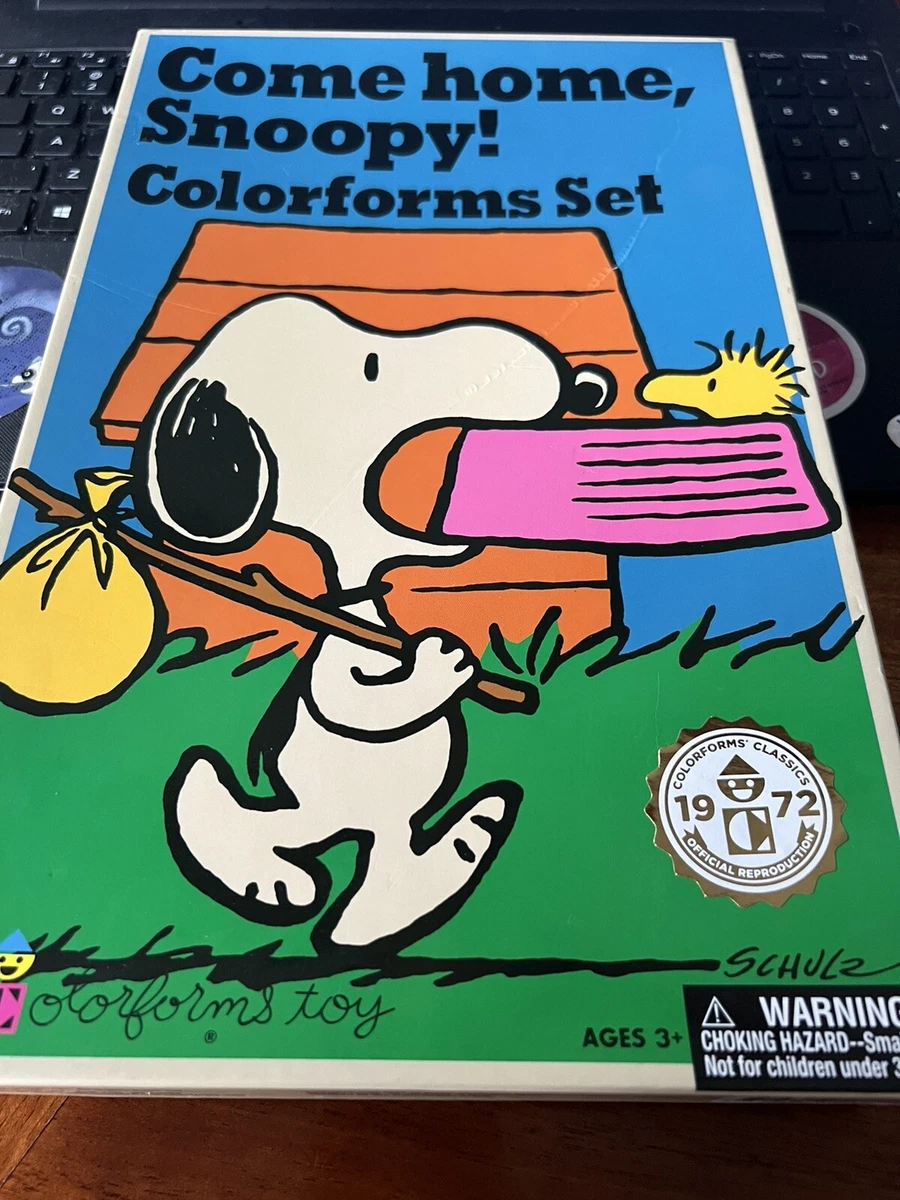 Come home,
Snoopy!
Colorforms Set
COLORFORMS' CLASSICS
19 72
OFFICIAL REPRODUCTION
SCHULZ
Colorforms toy
®
AGES 3+
WARNING
CHOKING HAZARD--Sma
Not for children under 3